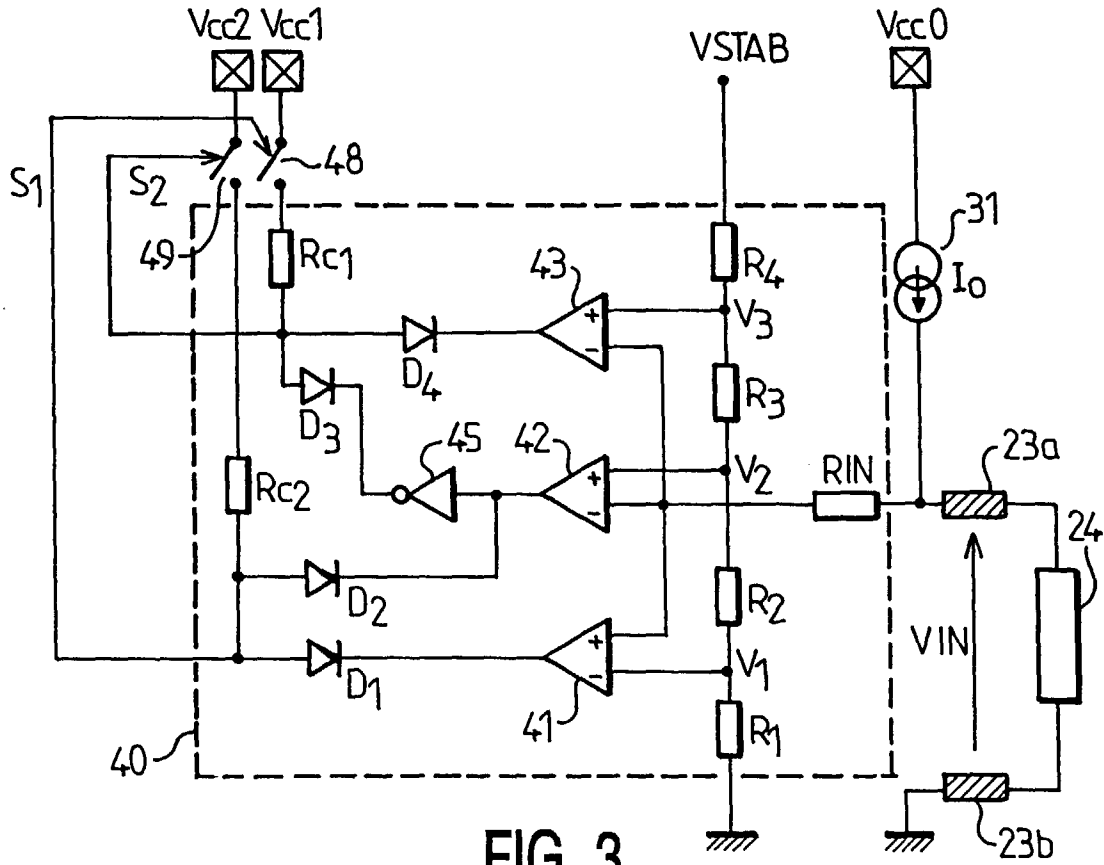 Vcc2 Vcc1 VSTAB Vcc0
48
S1 S2
49
31
Rc1 43 R4 I0
+ V3
-
D4
D3 R3
45 42 23a
Rc2 + V2 RIN
-
24
D2 R2
VIN
+
- V1
D1
41 R1
40
FIG. 3
23b